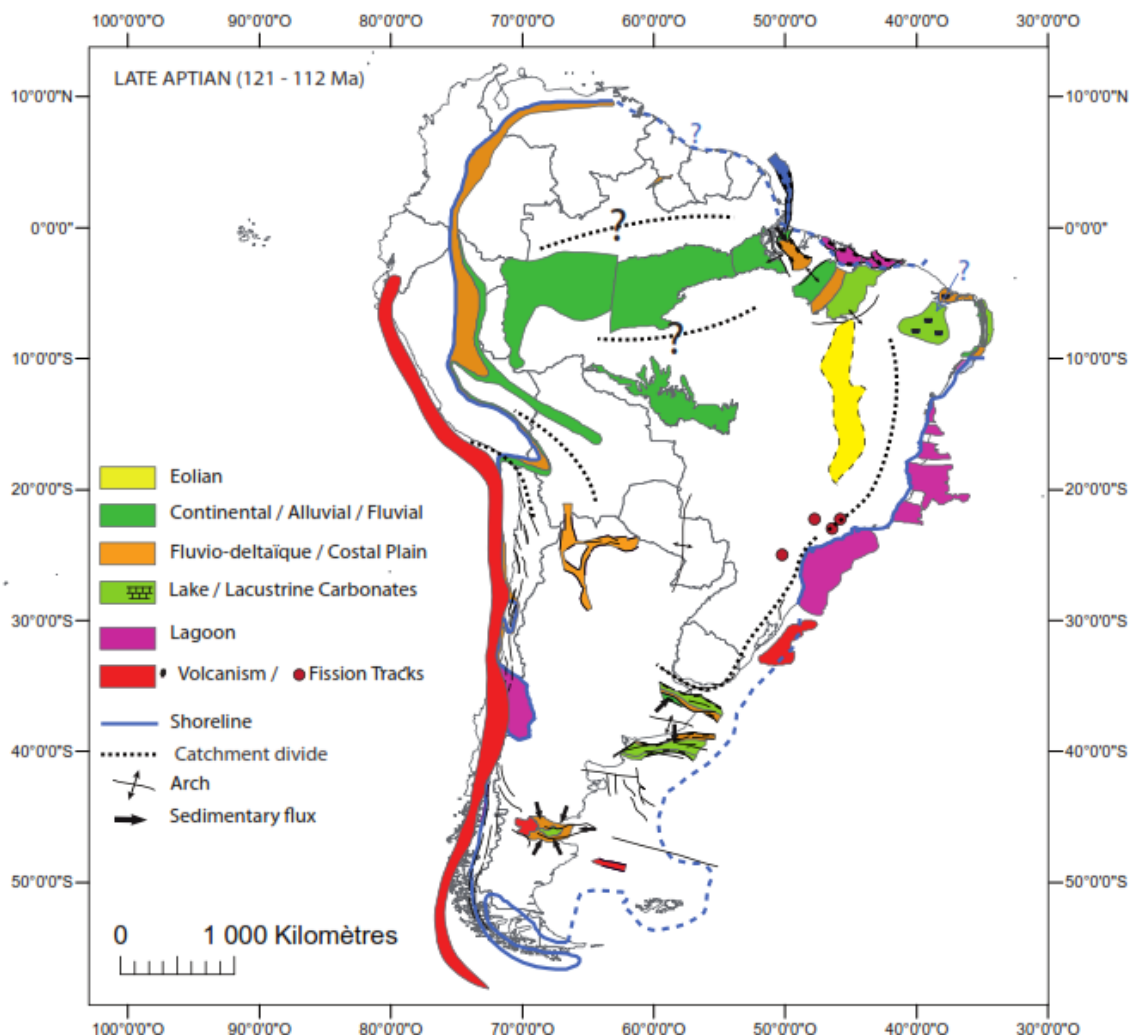 100°0'0"O 90°0'0"O 80°0'0"O 70°0'0"O 60°0'0"O 50°0'0"O 40°0'0"O 30°0'0"O
LATE APTIAN (121 - 112 Ma)
10°0'0"N 10°0'0"N
?
0°0'0" 0°0'0"
?
?
?
10°0'0"S 10°0'0"S
Eolian
20°0'0"S 20°0'0"S
Continental / Alluvial / Fluvial
Fluvio-deltaïque / Costal Plain
Lake / Lacustrine Carbonates
30°0'0"S 30°0'0"S
Lagoon
Volcanism / Fission Tracks
Shoreline
Catchment divide
40°0'0"S 40°0'0"S
Arch
Sedimentary flux
50°0'0"S 50°0'0"S
0 1 000 Kilomètres
100°0'0"O 90°0'0"O 80°0'0"O 70°0'0"O 60°0'0"O 50°0'0"O 40°0'0"O 30°0'0"O